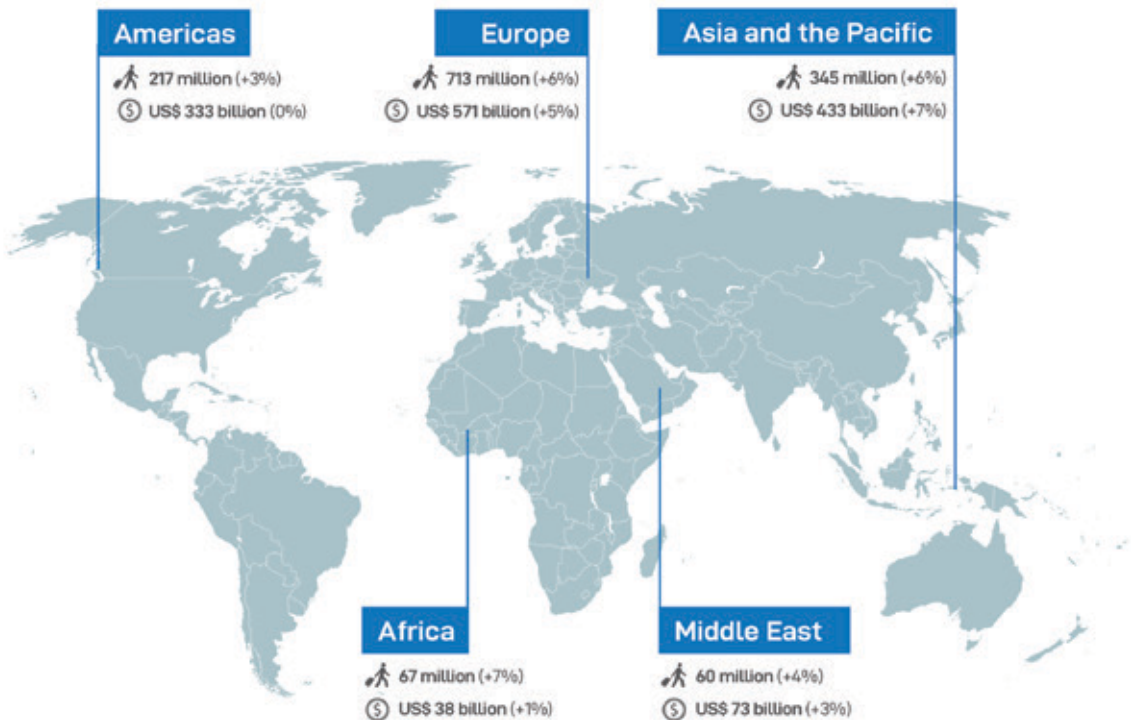 Americas
217 million (+3%)
US$ 333 billion (0%)
Europe
713 million (+6%)
US$ 571 billion (+5%)
Asia and the Pacific
345 million (+6%)
US$ 433 billion (+7%)
Africa
67 million (+7%)
US$ 38 billion (+1%)
Middle East
60 million (+4%)
US$ 73 billion (+3%)